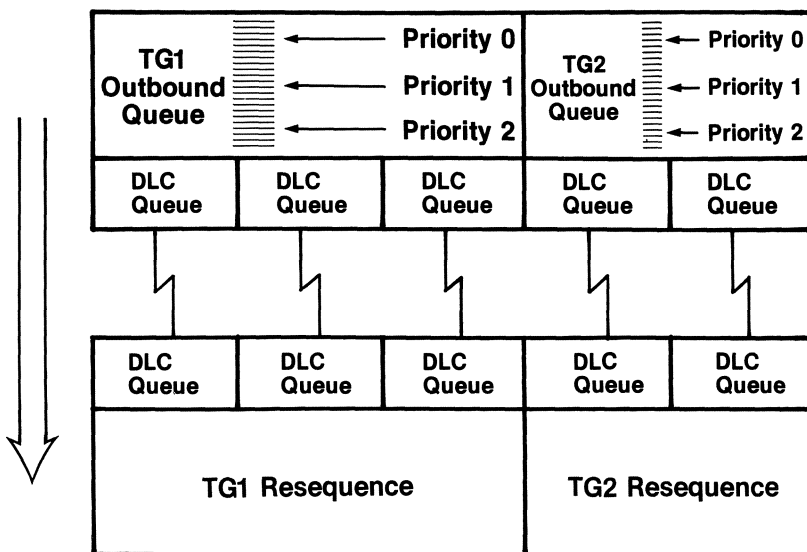 TG1
Outbound
Queue
Priority 0
Priority 1
Priority 2
TG2
Outbound
Queue
Priority 0
Priority 1
Priority 2
DLC
Queue
DLC
Queue
DLC
Queue
DLC
Queue
DLC
Queue
DLC
Queue
DLC
Queue
DLC
Queue
DLC
Queue
DLC
Queue
TG1 Resequence
TG2 Resequence